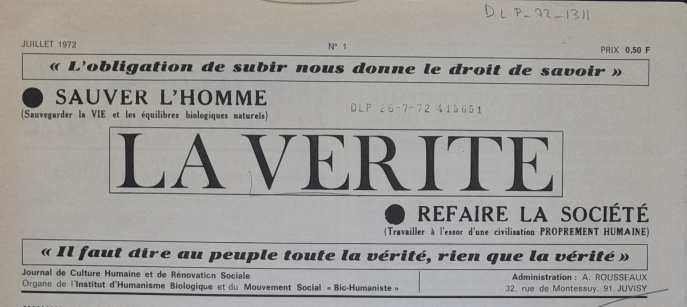 D.L.P_72_1311
JUILLET 1972 N° 1 PRIX 0,50 F
« L'obligation de subir nous donne le droit de savoir »
● SAUVER L'HOMME
(Sauvegarder la VIE et les équilibres biologiques naturels)
DLP 26-7-72 415651
LA VERITE
● REFAIRE LA SOCIÉTÉ
(Travailler à l'essor d'une civilisation PROPREMENT HUMAINE)
« Il faut dire au peuple toute la vérité, rien que la vérité »
Journal de Culture Humaine et de Rénovation Sociale
Organe de l'Institut d'Humanisme Biologique et du Mouvement Social « Bio-Humaniste »
Administration : A. ROUSSEAUX
32, rue de Montessuy, 91 JUVISY